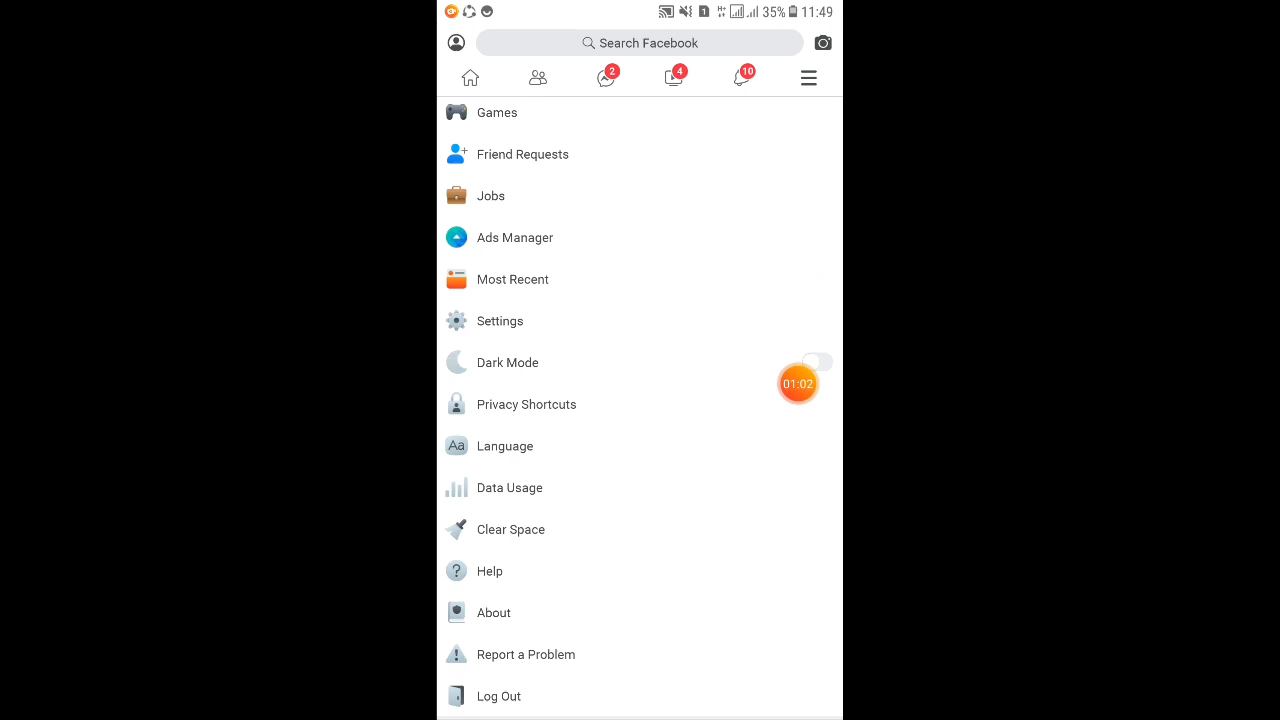 35% 11:49
Search Facebook
2 4 10
Games
Friend Requests
Jobs
Ads Manager
Most Recent
Settings
Dark Mode
01:02
Privacy Shortcuts
Aa Language
Data Usage
Clear Space
? Help
About
Report a Problem
Log Out